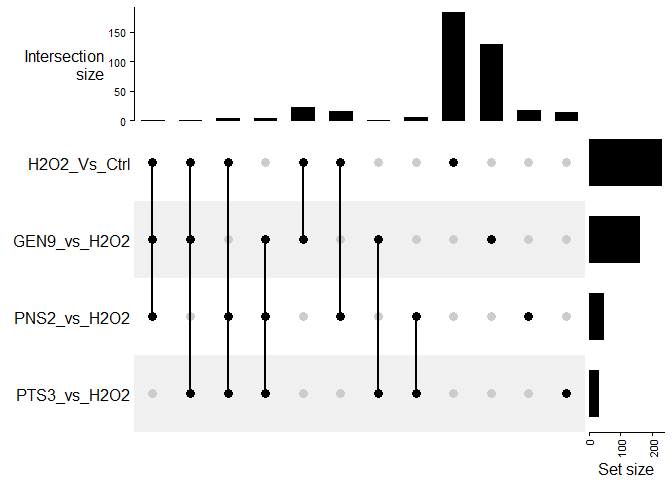 Intersection
size
150
100
50
0
H2O2_Vs_Ctrl
GEN9_vs_H2O2
PNS2_vs_H2O2
PTS3_vs_H2O2
0
100
200
Set size